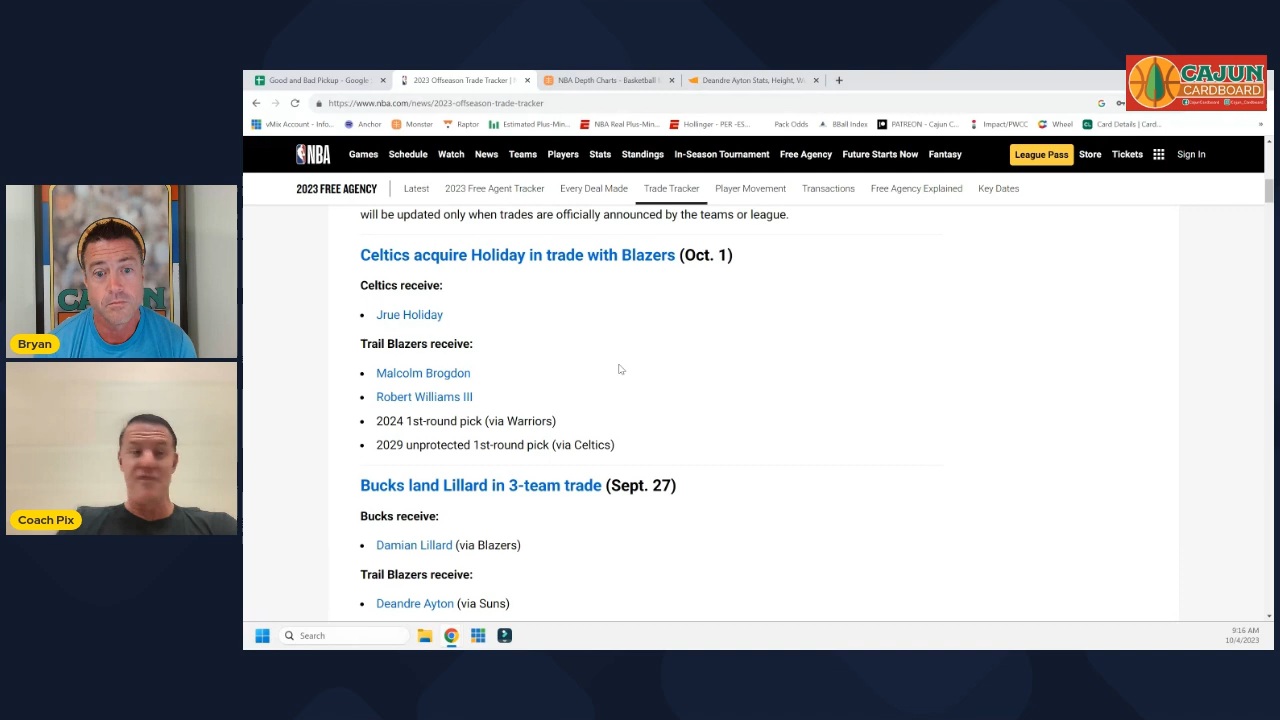 CAJUN
CARDBOARD
CajunCardboard Cajun_Cardboard
Good and Bad Pickup - Google
2023 Offseason Trade Tracker |
NBA Depth Charts - Basketball
Deandre Ayton Stats, Height, W
https://www.nba.com/news/2023-offseason-trade-tracker
vMix Account - Info...
Anchor
Monster
Raptor
Estimated Plus-Min...
NBA Real Plus-Min...
Hollinger - PER -ES...
Pack Odds
BBall Index
PATREON - Cajun C...
Impact/PWCC
Wheel
Card Details | Card...
NBA
Games
Schedule
Watch
News
Teams
Players
Stats
Standings
In-Season Tournament
Free Agency
Future Starts Now
Fantasy
League Pass
Store
Tickets
Sign In
2023 FREE AGENCY
Latest
2023 Free Agent Tracker
Every Deal Made
Trade Tracker
Player Movement
Transactions
Free Agency Explained
Key Dates
will be updated only when trades are officially announced by the teams or league.
Celtics acquire Holiday in trade with Blazers (Oct. 1)
Celtics receive:
• Jrue Holiday
Trail Blazers receive:
• Malcolm Brogdon
• Robert Williams III
• 2024 1st-round pick (via Warriors)
• 2029 unprotected 1st-round pick (via Celtics)
Bucks land Lillard in 3-team trade (Sept. 27)
Bucks receive:
• Damian Lillard (via Blazers)
Trail Blazers receive:
• Deandre Ayton (via Suns)
Bryan
Coach Pix
Search
9:16 AM
10/4/2023